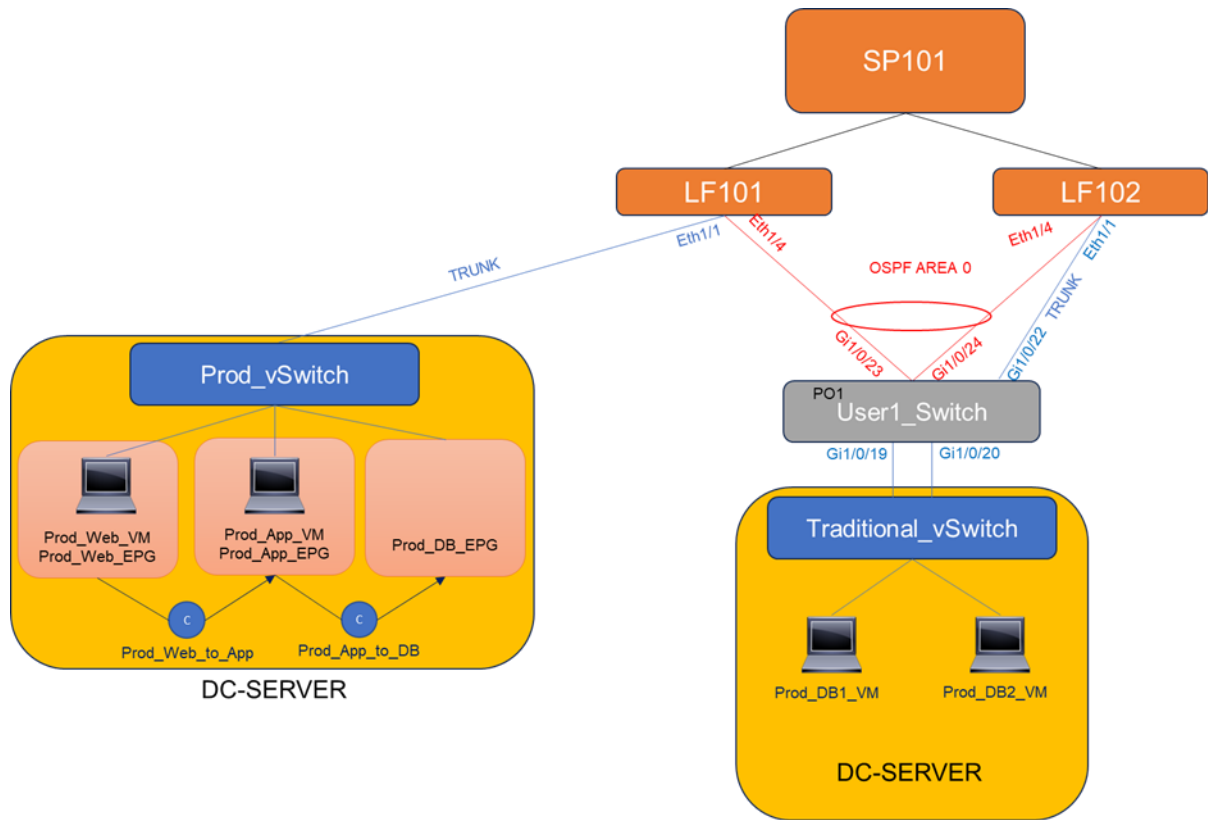 SP101
LF101
LF102
Eth1/1
Eth1/4
Eth1/4
Eth1/1
TRUNK
OSPF AREA 0
TRUNK
Gi1/0/23
Gi1/0/24
Gi1/0/22
Prod_vSwitch
PO1
User1_Switch
Gi1/0/19
Gi1/0/20
Prod_Web_VM
Prod_Web_EPG
Prod_App_VM
Prod_App_EPG
Prod_DB_EPG
Traditional_vSwitch
C
C
Prod_Web_to_App
Prod_App_to_DB
DC-SERVER
Prod_DB1_VM
Prod_DB2_VM
DC-SERVER